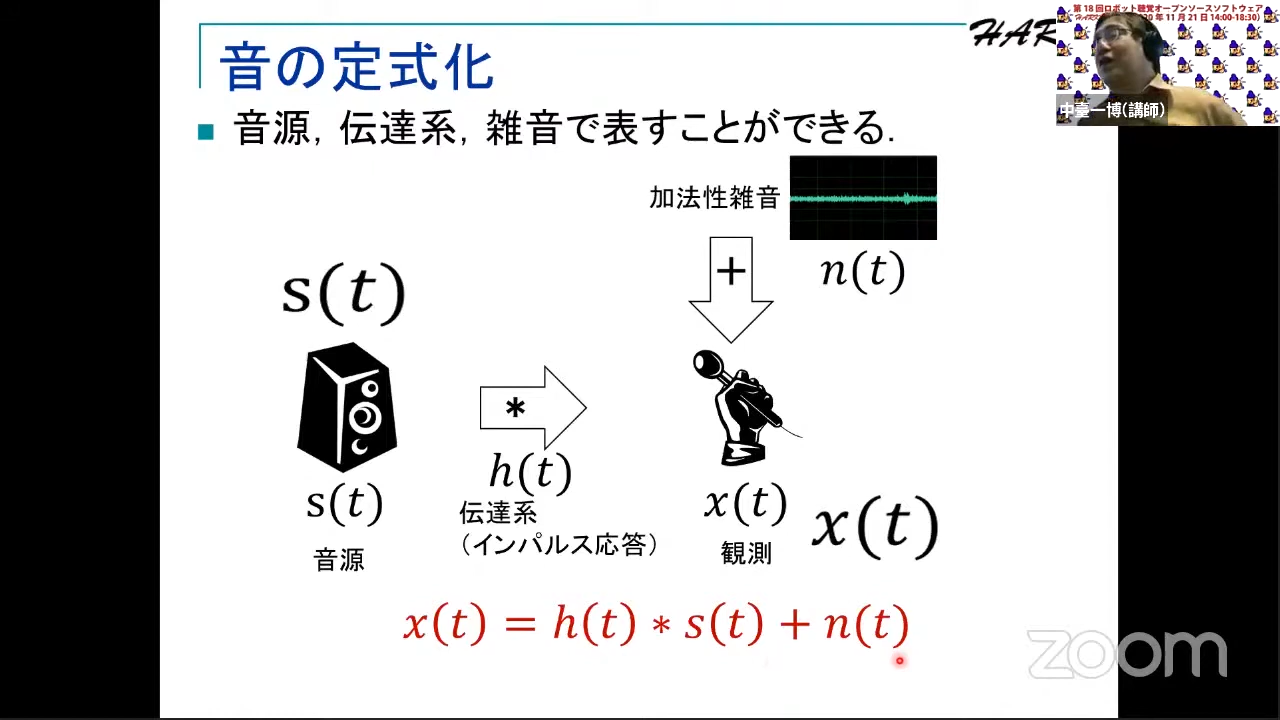 音の定式化
HAR
第 18 回ロボット聴覚オープンソースソフトウェア
20 年 11 月 21 日 14:00-18:30)
中臺一博(講師)
■ 音源，伝達系，雑音で表すことができる．
加法性雑音
+
n(t)
s(t)
*
h(t)
s(t)
伝達系
（インパルス応答）
音源
x(t)
x(t)
観測
x(t) = h(t) ∗ s(t) + n(t)
zoom